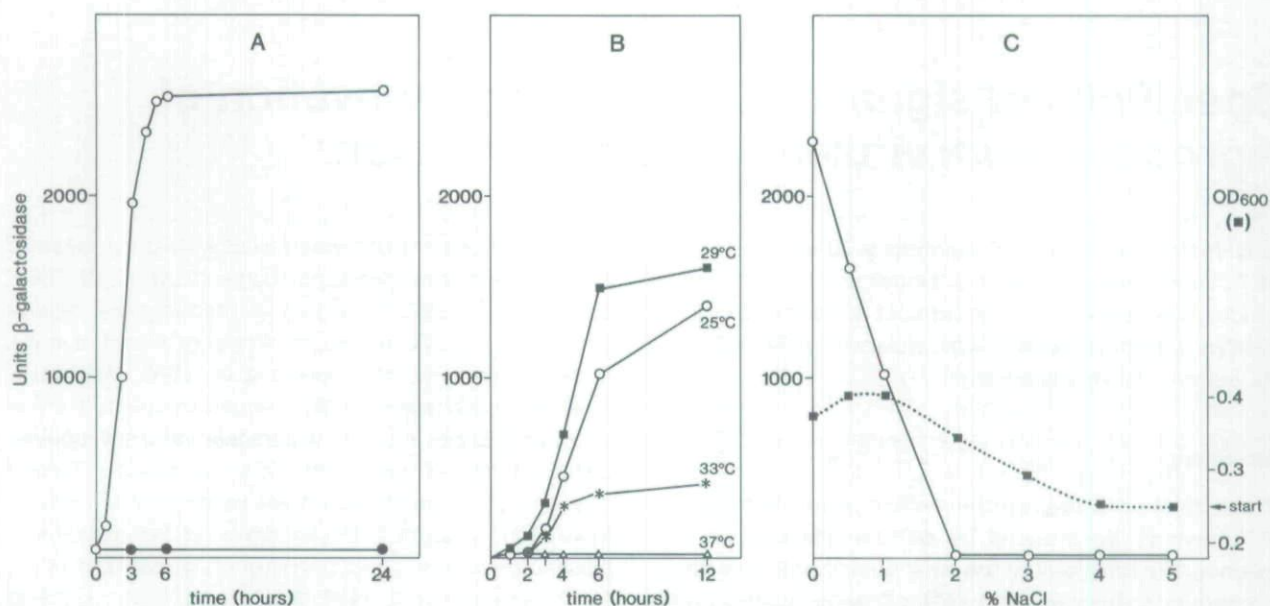 A
B
C
Units β-galactosidase
2000
1000
0
3
6
24
time (hours)
2000
1000
29°C
25°C
33°C
37°C
0
2
4
6
12
time (hours)
2000
1000
OD600
(■)
0.4
0.3
start
0.2
0
1
2
3
4
5
% NaCl